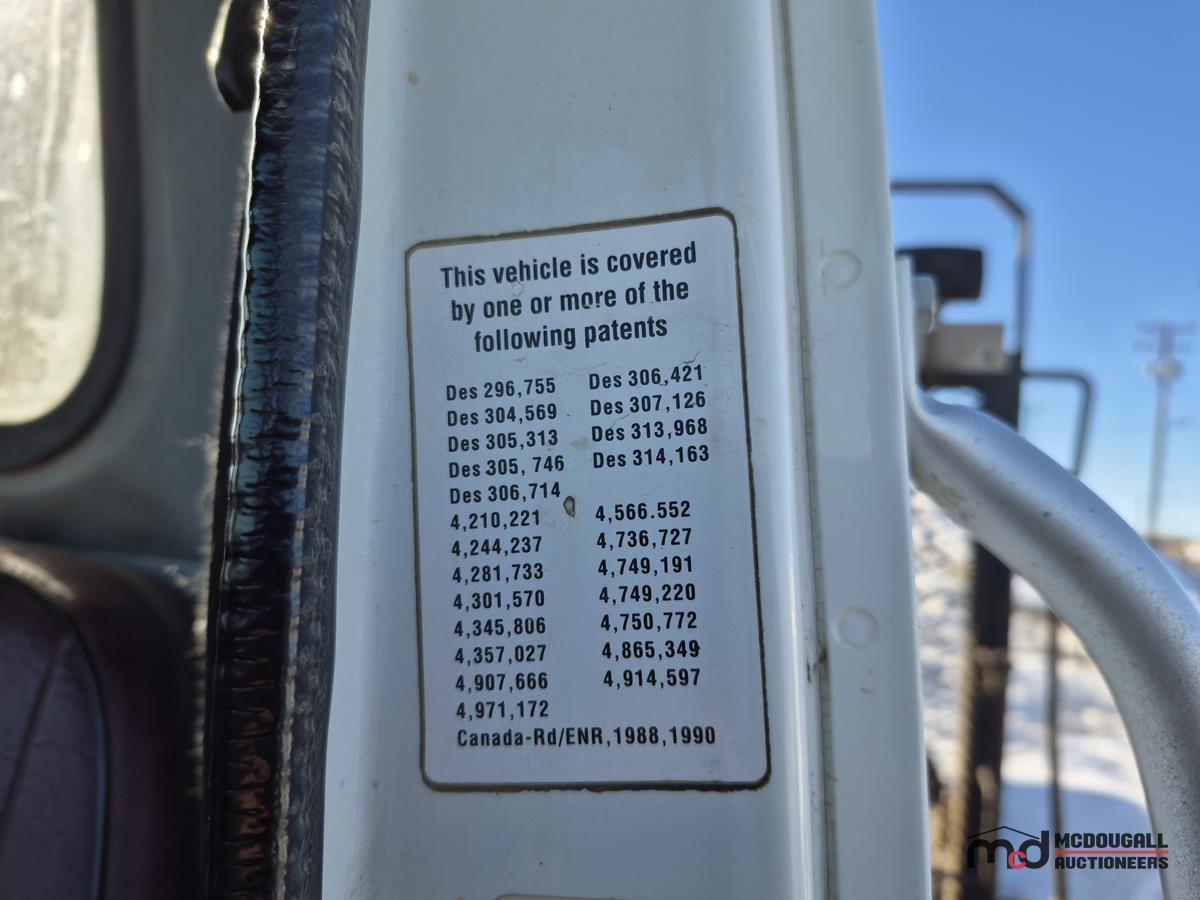 This vehicle is covered
by one or more of the
following patents
Des 296,755 Des 306,421
Des 304,569 Des 307,126
Des 305,313 Des 313,968
Des 305, 746 Des 314,163
Des 306,714
4,210,221 4,566.552
4,244,237 4,736,727
4,281,733 4,749,191
4,301,570 4,749,220
4,345,806 4,750,772
4,357,027 4,865,349
4,907,666 4,914,597
4,971,172
Canada-Rd/ENR,1988,1990
mcd MCDOUGALL
AUCTIONEERS